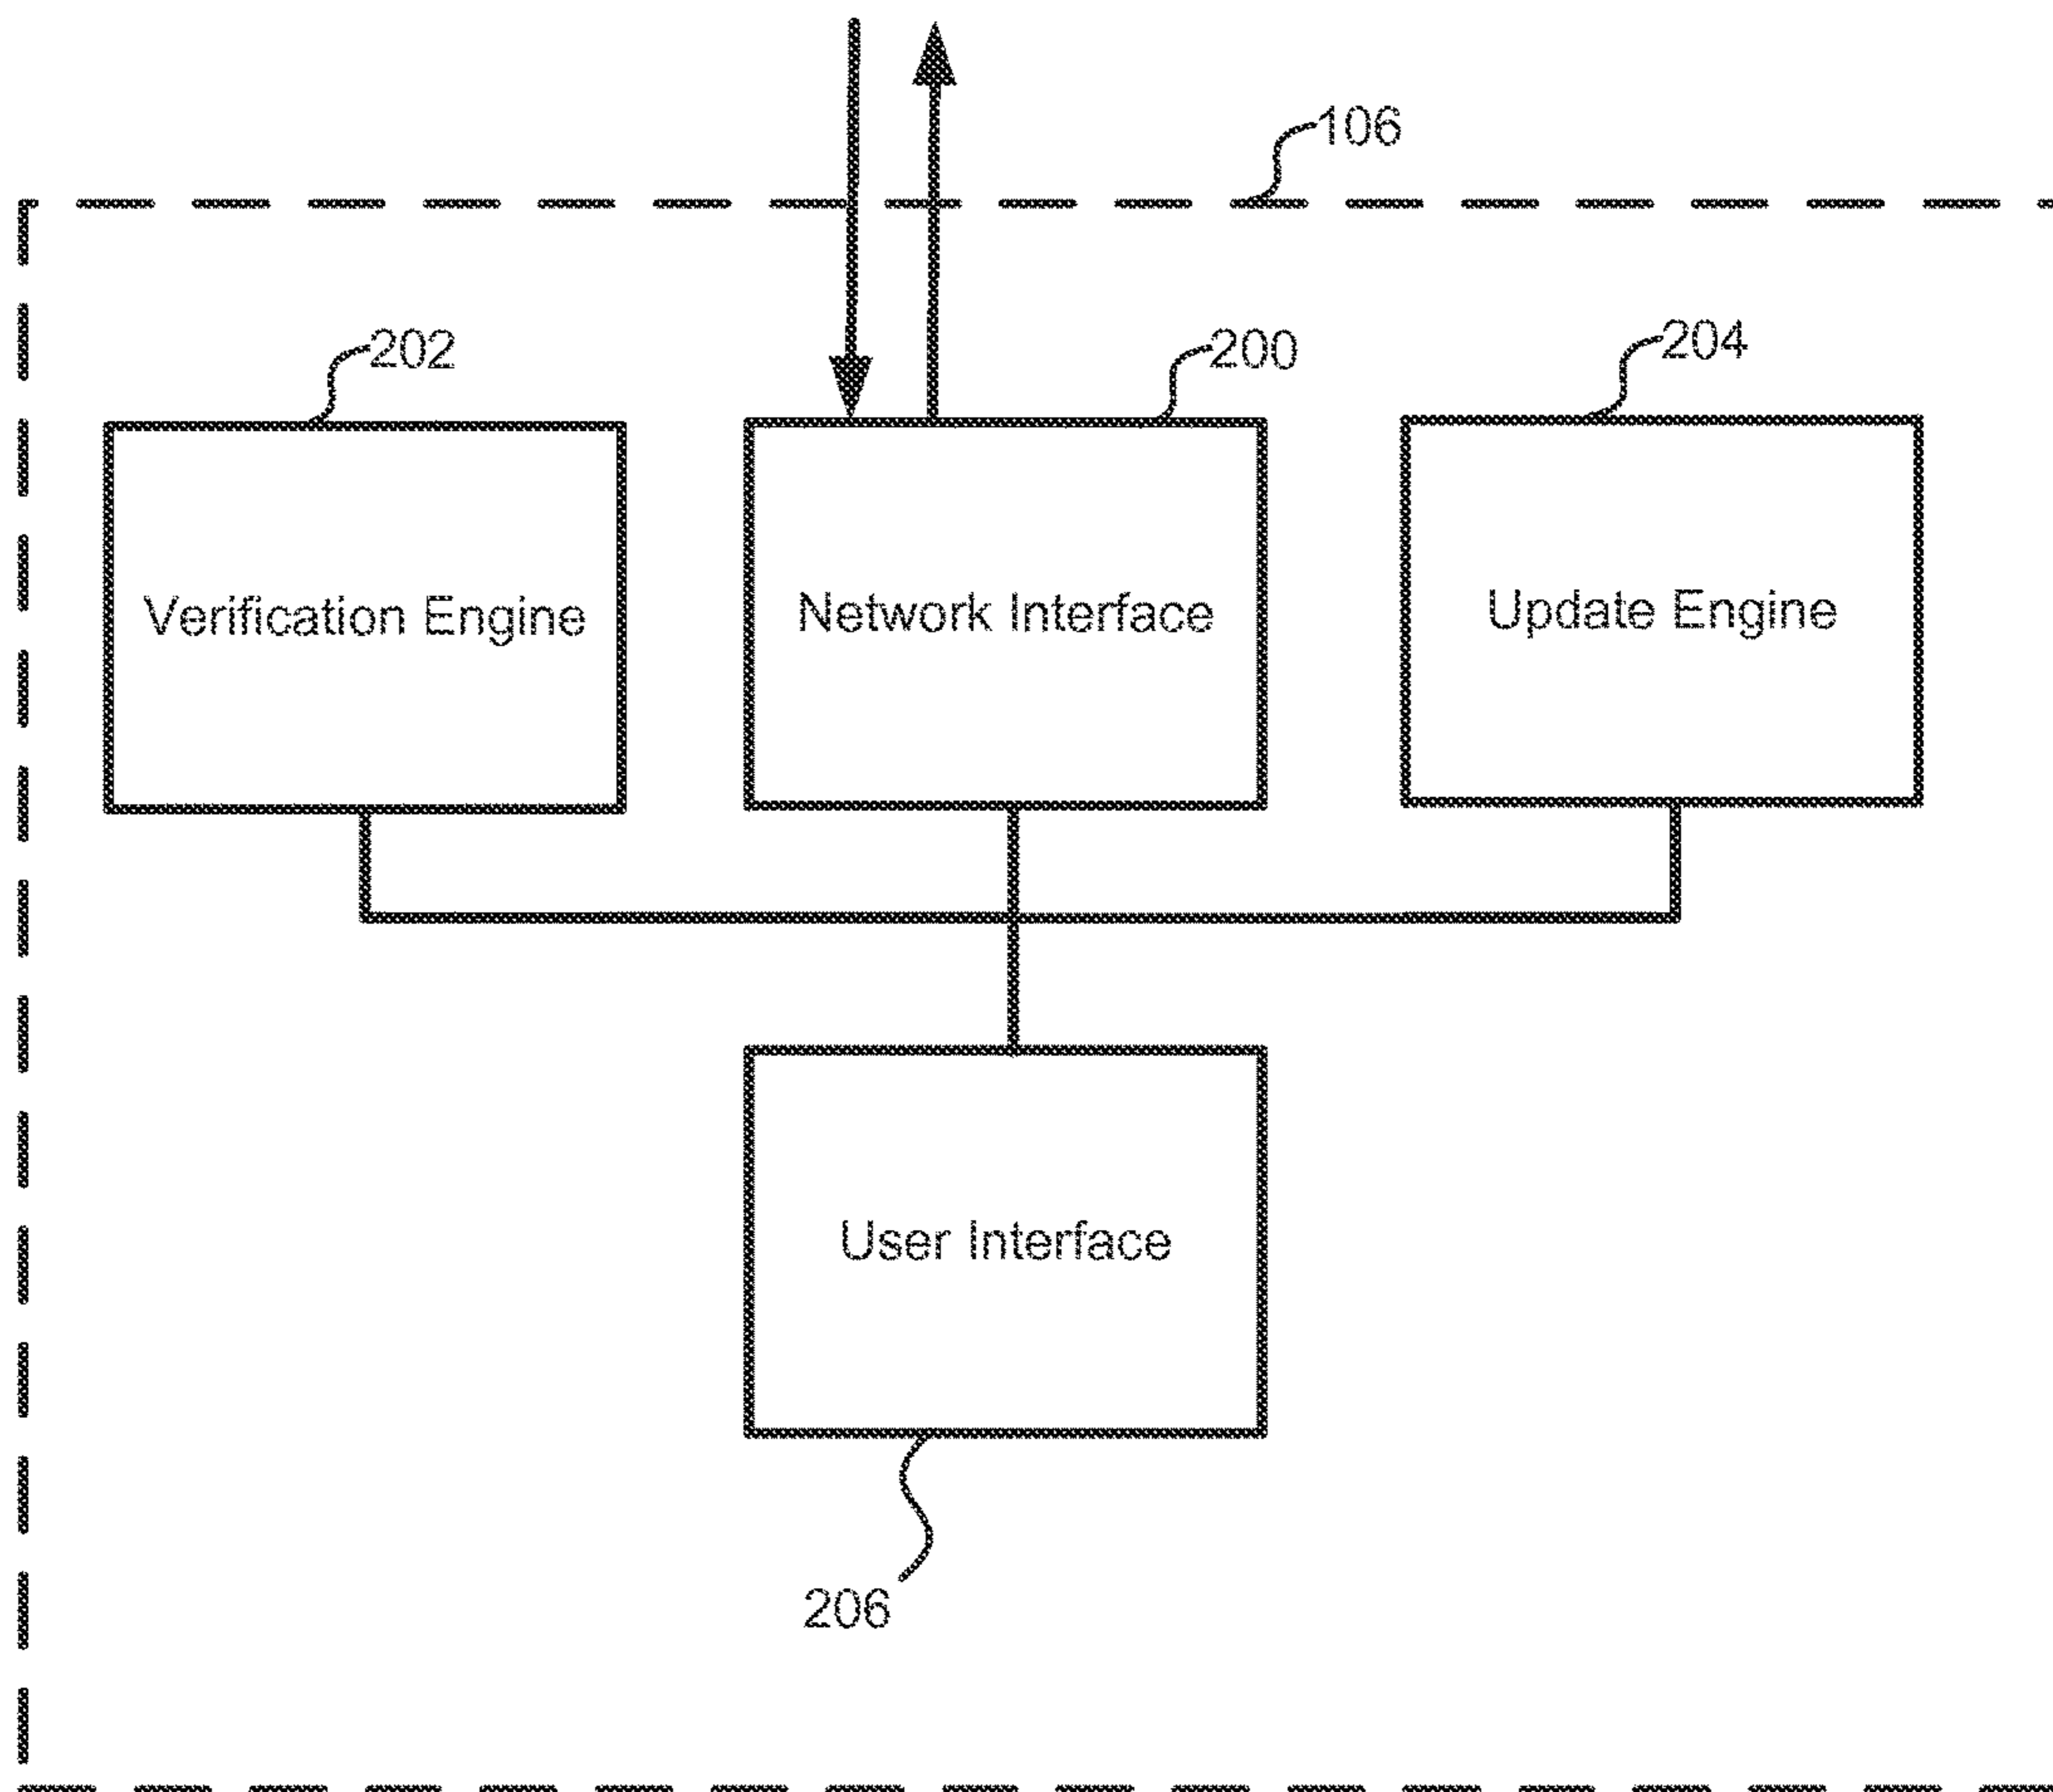 106
202
200
204
Verification Engine
Network Interface
Update Engine
User Interface
206